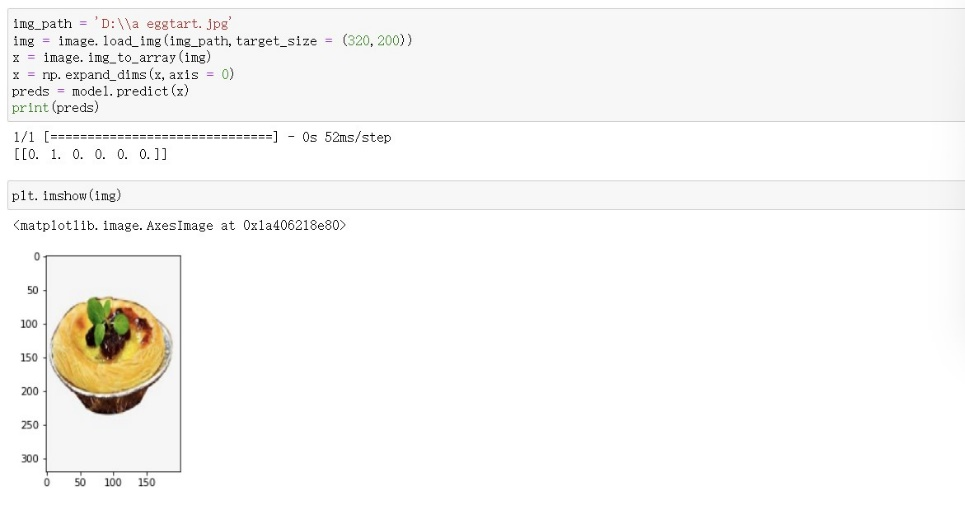 img_path = 'D:\\a eggtart.jpg'
img = image.load_img(img_path,target_size = (320,200))
x = image.img_to_array(img)
x = np.expand_dims(x,axis = 0)
preds = model.predict(x)
print(preds)
1/1 [==============================] - 0s 52ms/step
[[0. 1. 0. 0. 0. 0.]]
plt.imshow(img)
<matplotlib.image.AxesImage at 0x1a406218e80>
0
50
100
150
200
250
300
0 50 100 150